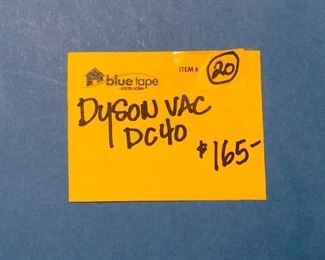 ITEM # 20
blue tape
estate sales
DYSON VAC
DC40
$165-